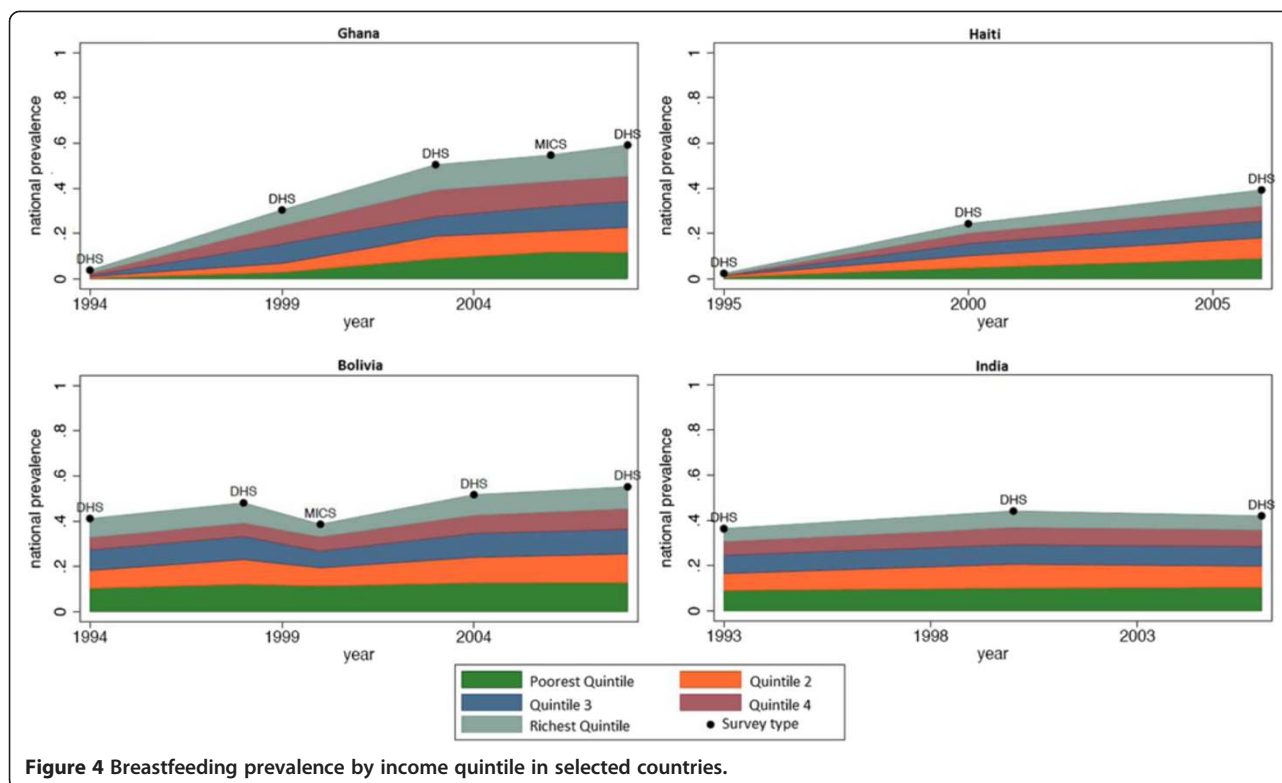 Ghana
national prevalence
0 .2 .4 .6 .8 1
DHS
DHS
DHS
MICS
DHS
1994 1999 2004
year
Haiti
national prevalence
0 .2 .4 .6 .8 1
DHS
DHS
DHS
1995 2000 2005
year
Bolivia
national prevalence
0 .2 .4 .6 .8 1
DHS
DHS
MICS
DHS
DHS
1994 1999 2004
year
India
national prevalence
0 .2 .4 .6 .8 1
DHS
DHS
DHS
1993 1998 2003
year
Poorest Quintile Quintile 2
Quintile 3 Quintile 4
Richest Quintile Survey type
Figure 4 Breastfeeding prevalence by income quintile in selected countries.